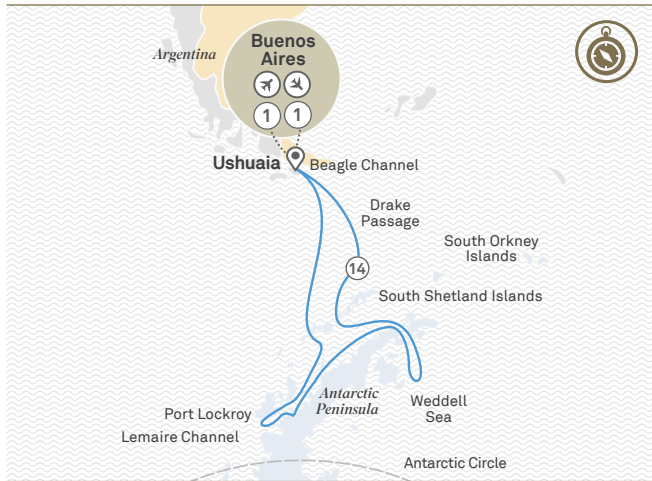 Argentina
Buenos
Aires
1
1
Ushuaia
Beagle Channel
Drake
Passage
South Orkney
Islands
14
South Shetland Islands
Antarctic
Peninsula
Weddell
Sea
Port Lockroy
Lemaire Channel
Antarctic Circle